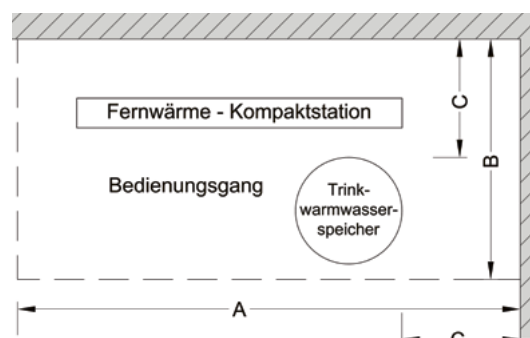 Fernwärme - Kompaktstation
C
B
Bedienungsgang
Trink-
warmwasser-
speicher
A
C